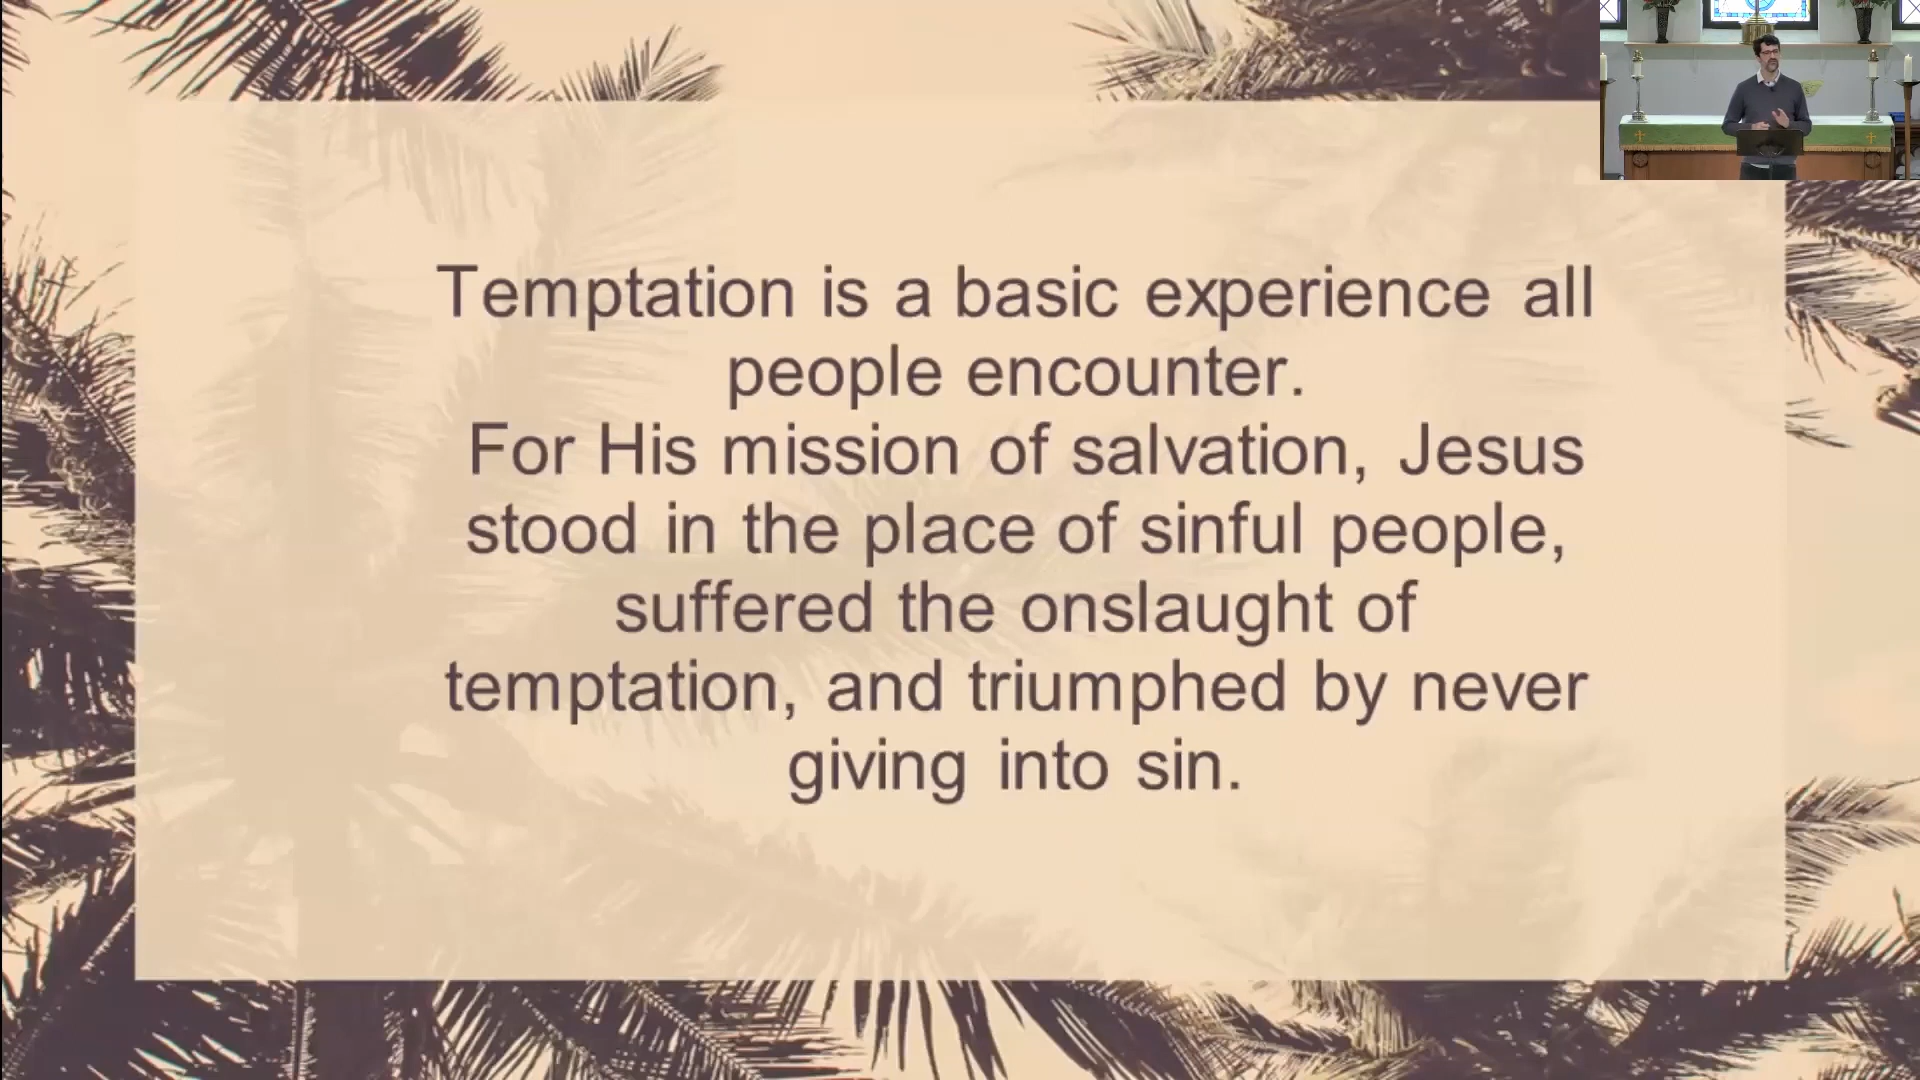 Temptation is a basic experience all
people encounter.
For His mission of salvation, Jesus
stood in the place of sinful people,
suffered the onslaught of
temptation, and triumphed by never
giving into sin.